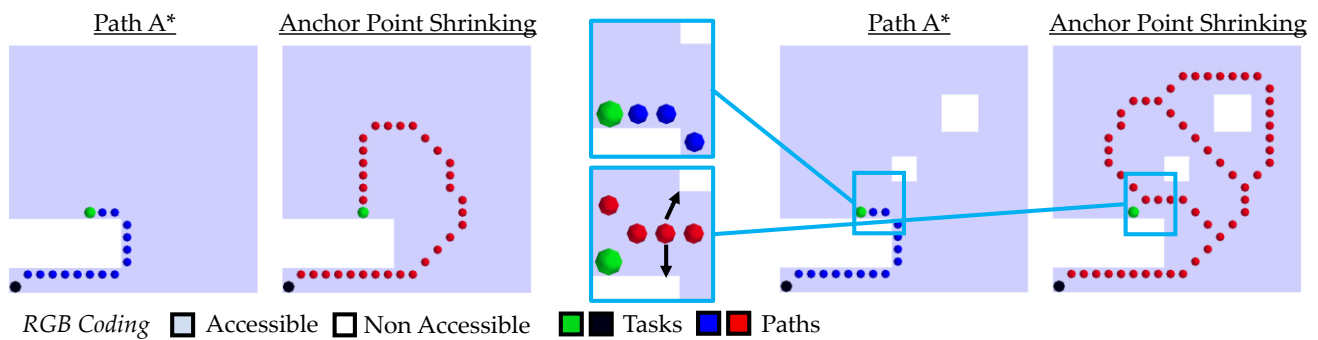 Path A* Anchor Point Shrinking Path A* Anchor Point Shrinking
RGB Coding Accessible Non Accessible Tasks Paths